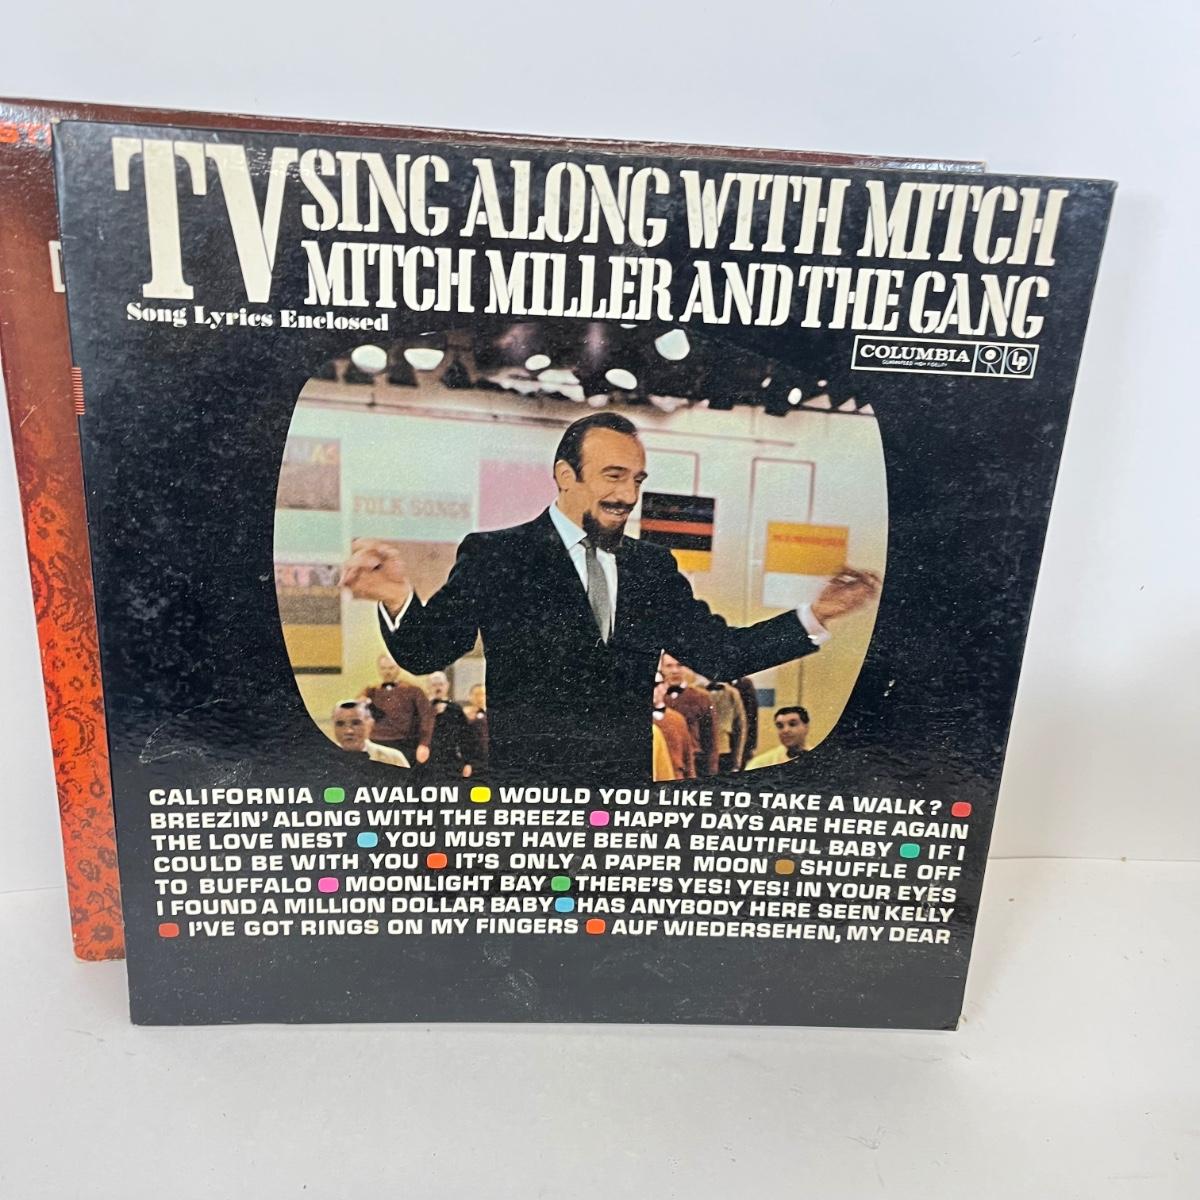 TV SING ALONG WITH MITCH
MITCH MILLER AND THE GANG
Song Lyrics Enclosed
COLUMBIA
GUARANTEED HIGH FIDELITY
LP
FOLK SONGS
CALIFORNIA AVALON WOULD YOU LIKE TO TAKE A WALK?
BREEZIN' ALONG WITH THE BREEZE HAPPY DAYS ARE HERE AGAIN
THE LOVE NEST YOU MUST HAVE BEEN A BEAUTIFUL BABY IF I
COULD BE WITH YOU IT'S ONLY A PAPER MOON SHUFFLE OFF
TO BUFFALO MOONLIGHT BAY THERE'S YES! YES! IN YOUR EYES
I FOUND A MILLION DOLLAR BABY HAS ANYBODY HERE SEEN KELLY
I'VE GOT RINGS ON MY FINGERS AUF WIEDERSEHEN, MY DEAR